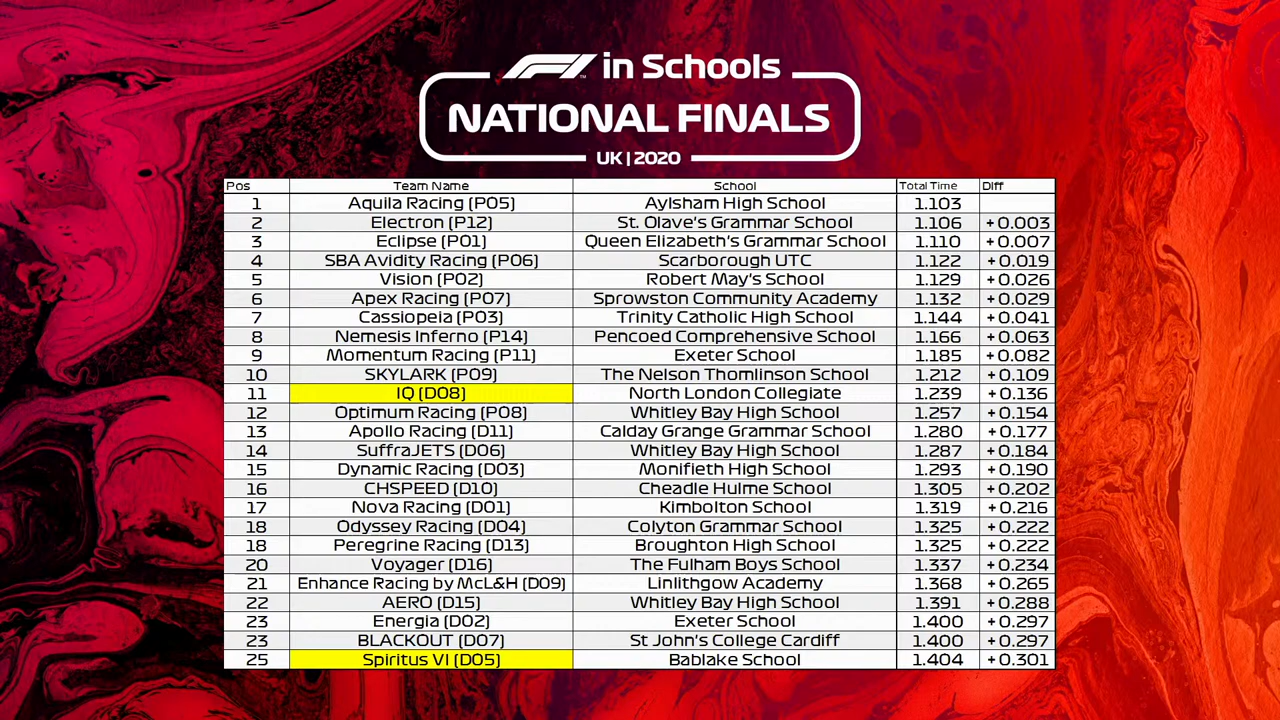 F1 in Schools
NATIONAL FINALS
UK | 2020
Pos Team Name School Total Time Diff
1 Aquila Racing (P05) Aylsham High School 1.103
2 Electron (P12) St. Olave's Grammar School 1.106 +0.003
3 Eclipse (P01) Queen Elizabeth's Grammar School 1.110 +0.007
4 SBA Avidity Racing (P06) Scarborough UTC 1.122 +0.019
5 Vision (P02) Robert May's School 1.129 +0.026
6 Apex Racing (P07) Sprowston Community Academy 1.132 +0.029
7 Cassiopeia (P03) Trinity Catholic High School 1.144 +0.041
8 Nemesis Inferno (P14) Pencoed Comprehensive School 1.166 +0.063
9 Momentum Racing (P11) Exeter School 1.185 +0.082
10 SKYLARK (P09) The Nelson Thomlinson School 1.212 +0.109
11 IQ (D08) North London Collegiate 1.239 +0.136
12 Optimum Racing (P08) Whitley Bay High School 1.257 +0.154
13 Apollo Racing (D11) Calday Grange Grammar School 1.280 +0.177
14 SuffraJETS (D06) Whitley Bay High School 1.287 +0.184
15 Dynamic Racing (D03) Monifieth High School 1.293 +0.190
16 CHSPEED (D10) Cheadle Hulme School 1.305 +0.202
17 Nova Racing (D01) Kimbolton School 1.319 +0.216
18 Odyssey Racing (D04) Colyton Grammar School 1.325 +0.222
18 Peregrine Racing (D13) Broughton High School 1.325 +0.222
20 Voyager (D16) The Fulham Boys School 1.337 +0.234
21 Enhance Racing by McL&H (D09) Linlithgow Academy 1.368 +0.265
22 AERO (D15) Whitley Bay High School 1.391 +0.288
23 Energia (D02) Exeter School 1.400 +0.297
23 BLACKOUT (D07) St John's College Cardiff 1.400 +0.297
25 Spiritus VI (D05) Bablake School 1.404 +0.301